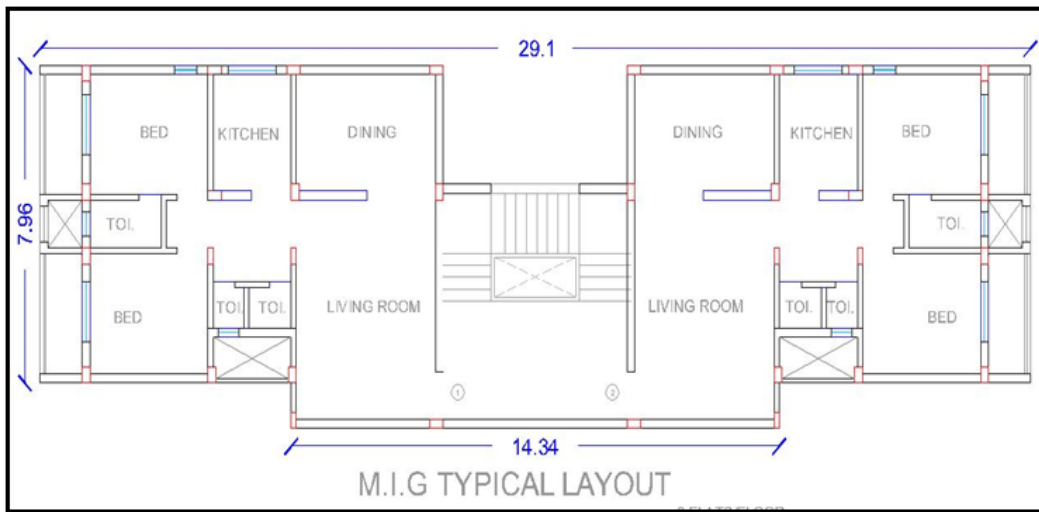 29.1
BED
KITCHEN
DINING
DINING
KITCHEN
BED
7.96
TOI.
TOI.
BED
TOI.
TOI.
LIVING ROOM
LIVING ROOM
TOI.
TOI.
BED
1
2
14.34
M.I.G TYPICAL LAYOUT